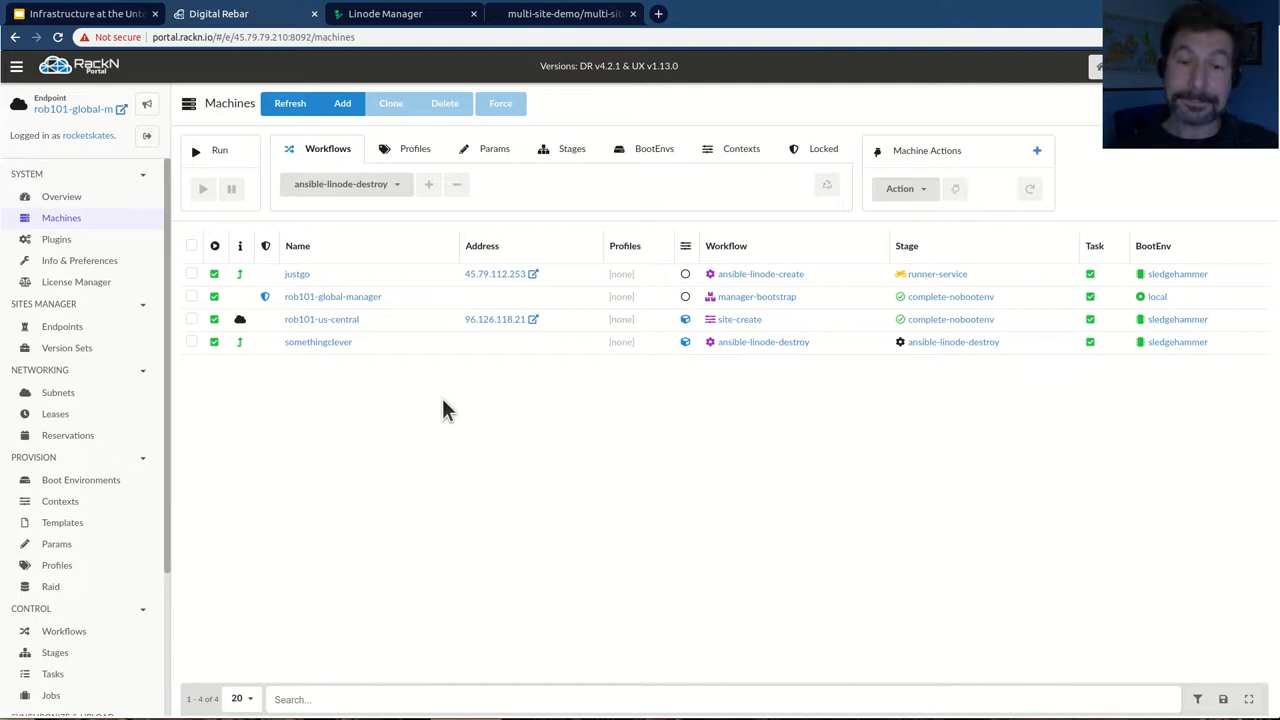 Infrastructure at the Unte
Digital Rebar
Linode Manager
multi-site-demo/multi-sit
Not secure
portal.rackn.io/#/e/45.79.79.210:8092/machines
RackN
Portal
Versions: DR v4.2.1 & UX v1.13.0
Endpoint
rob101-global-m
Logged in as rocketskates.
Machines
Refresh
Add
Clone
Delete
Force
Run
Workflows
Profiles
Params
Stages
BootEnvs
Contexts
Locked
ansible-linode-destroy
Machine Actions
Action
SYSTEM
Overview
Machines
Plugins
Info & Preferences
License Manager
SITES MANAGER
Endpoints
Version Sets
NETWORKING
Subnets
Leases
Reservations
PROVISION
Boot Environments
Contexts
Templates
Params
Profiles
Raid
CONTROL
Workflows
Stages
Tasks
Jobs
Name Address Profiles Workflow Stage Task BootEnv
justgo 45.79.112.253 [none] ansible-linode-create runner-service sledgehammer
rob101-global-manager [none] manager-bootstrap complete-nobootenv local
rob101-us-central 96.126.118.21 [none] site-create complete-nobootenv sledgehammer
somethingclever [none] ansible-linode-destroy ansible-linode-destroy sledgehammer
1 - 4 of 4
20
Search...